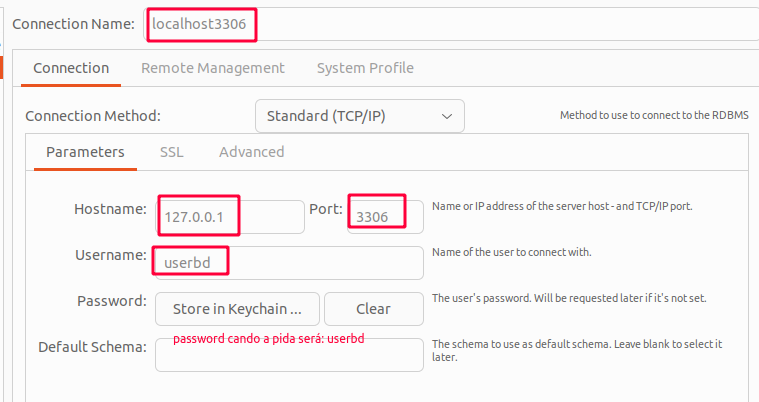 Connection Name: localhost3306
Connection Remote Management System Profile
Connection Method: Standard (TCP/IP) Method to use to connect to the RDBMS
Parameters SSL Advanced
Hostname: 127.0.0.1 Port: 3306 Name or IP address of the server host - and TCP/IP port.
Username: userbd Name of the user to connect with.
Password: Store in Keychain ... Clear The user's password. Will be requested later if it's not set.
password cando a pida será: userbd
Default Schema: The schema to use as default schema. Leave blank to select it
later.